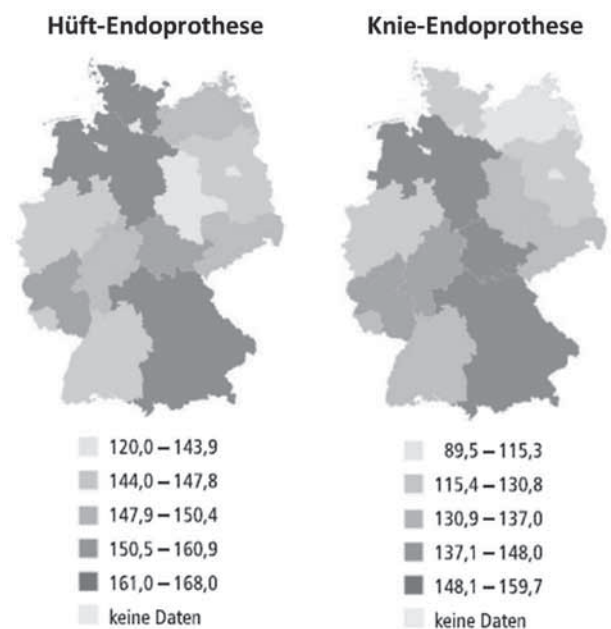 Hüft-Endoprothese
120,0 – 143,9
144,0 – 147,8
147,9 – 150,4
150,5 – 160,9
161,0 – 168,0
keine Daten
Knie-Endoprothese
89,5 – 115,3
115,4 – 130,8
130,9 – 137,0
137,1 – 148,0
148,1 – 159,7
keine Daten